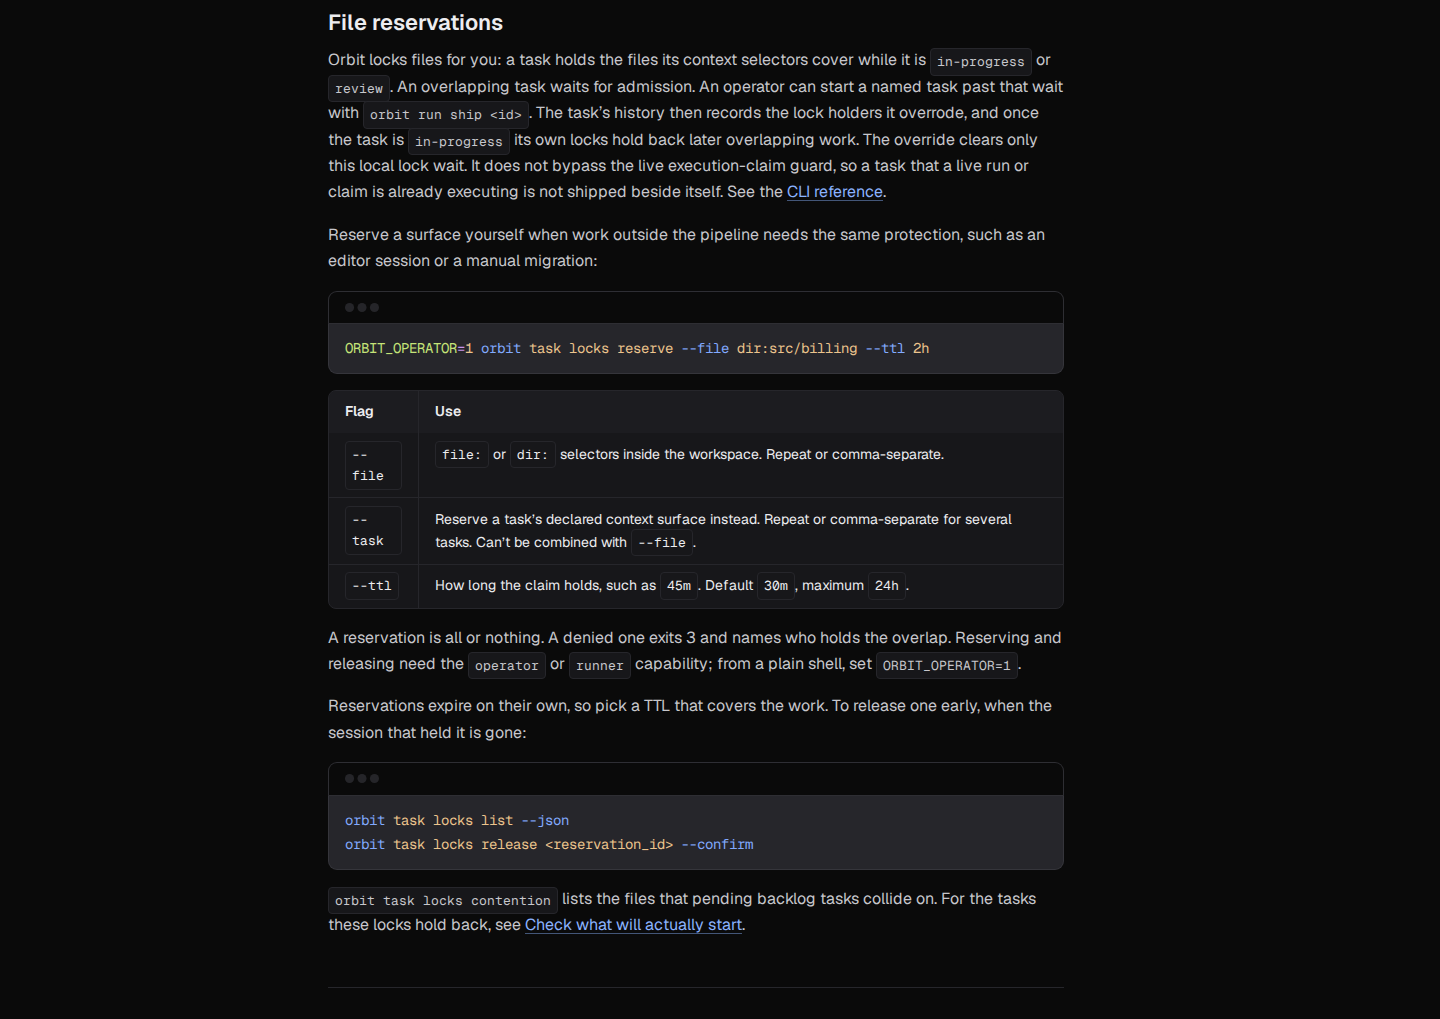 File reservations
Orbit locks files for you: a task holds the files its context selectors cover while it is in-progress or
review. An overlapping task waits for admission. An operator can start a named task past that wait
with orbit run ship <id>. The task’s history then records the lock holders it overrode, and once
the task is in-progress its own locks hold back later overlapping work. The override clears only
this local lock wait. It does not bypass the live execution-claim guard, so a task that a live run or
claim is already executing is not shipped beside itself. See the CLI reference.
Reserve a surface yourself when work outside the pipeline needs the same protection, such as an
editor session or a manual migration:
ORBIT_OPERATOR=1 orbit task locks reserve --file dir:src/billing --ttl 2h
Flag Use
--
file
file: or dir: selectors inside the workspace. Repeat or comma-separate.
--
task
Reserve a task’s declared context surface instead. Repeat or comma-separate for several
tasks. Can’t be combined with --file.
--ttl How long the claim holds, such as 45m. Default 30m, maximum 24h.
A reservation is all or nothing. A denied one exits 3 and names who holds the overlap. Reserving and
releasing need the operator or runner capability; from a plain shell, set ORBIT_OPERATOR=1.
Reservations expire on their own, so pick a TTL that covers the work. To release one early, when the
session that held it is gone:
orbit task locks list --json
orbit task locks release <reservation_id> --confirm
orbit task locks contention lists the files that pending backlog tasks collide on. For the tasks
these locks hold back, see Check what will actually start.